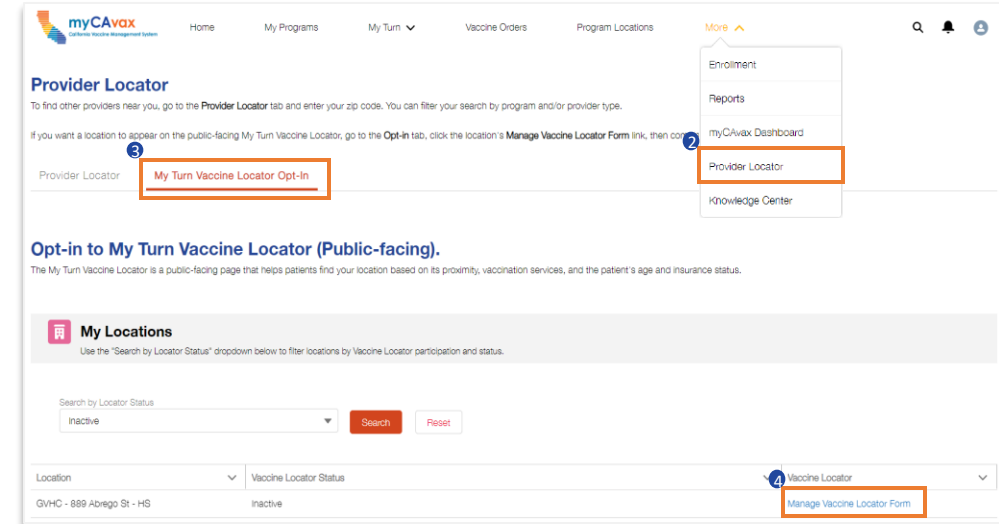 myCAvax
California Vaccine Management System
Home My Programs My Turn Vaccine Orders Program Locations More
Enrollment
Reports
myCAvax Dashboard
2
Provider Locator
Knowledge Center
Provider Locator
To find other providers near you, go to the Provider Locator tab and enter your zip code. You can filter your search by program and/or provider type.
If you want a location to appear on the public-facing My Turn Vaccine Locator, go to the Opt-in tab, click the location's Manage Vaccine Locator Form link, then
3
Provider Locator My Turn Vaccine Locator Opt-In
Opt-in to My Turn Vaccine Locator (Public-facing).
The My Turn Vaccine Locator is a public-facing page that helps patients find your location based on its proximity, vaccination services, and the patient's age and insurance status.
My Locations
Use the "Search by Locator Status" dropdown below to filter locations by Vaccine Locator participation and status.
Search by Locator Status
Inactive Search Reset
Location Vaccine Locator Status Vaccine Locator
4
GVHC - 889 Abrego St - HS Inactive Manage Vaccine Locator Form